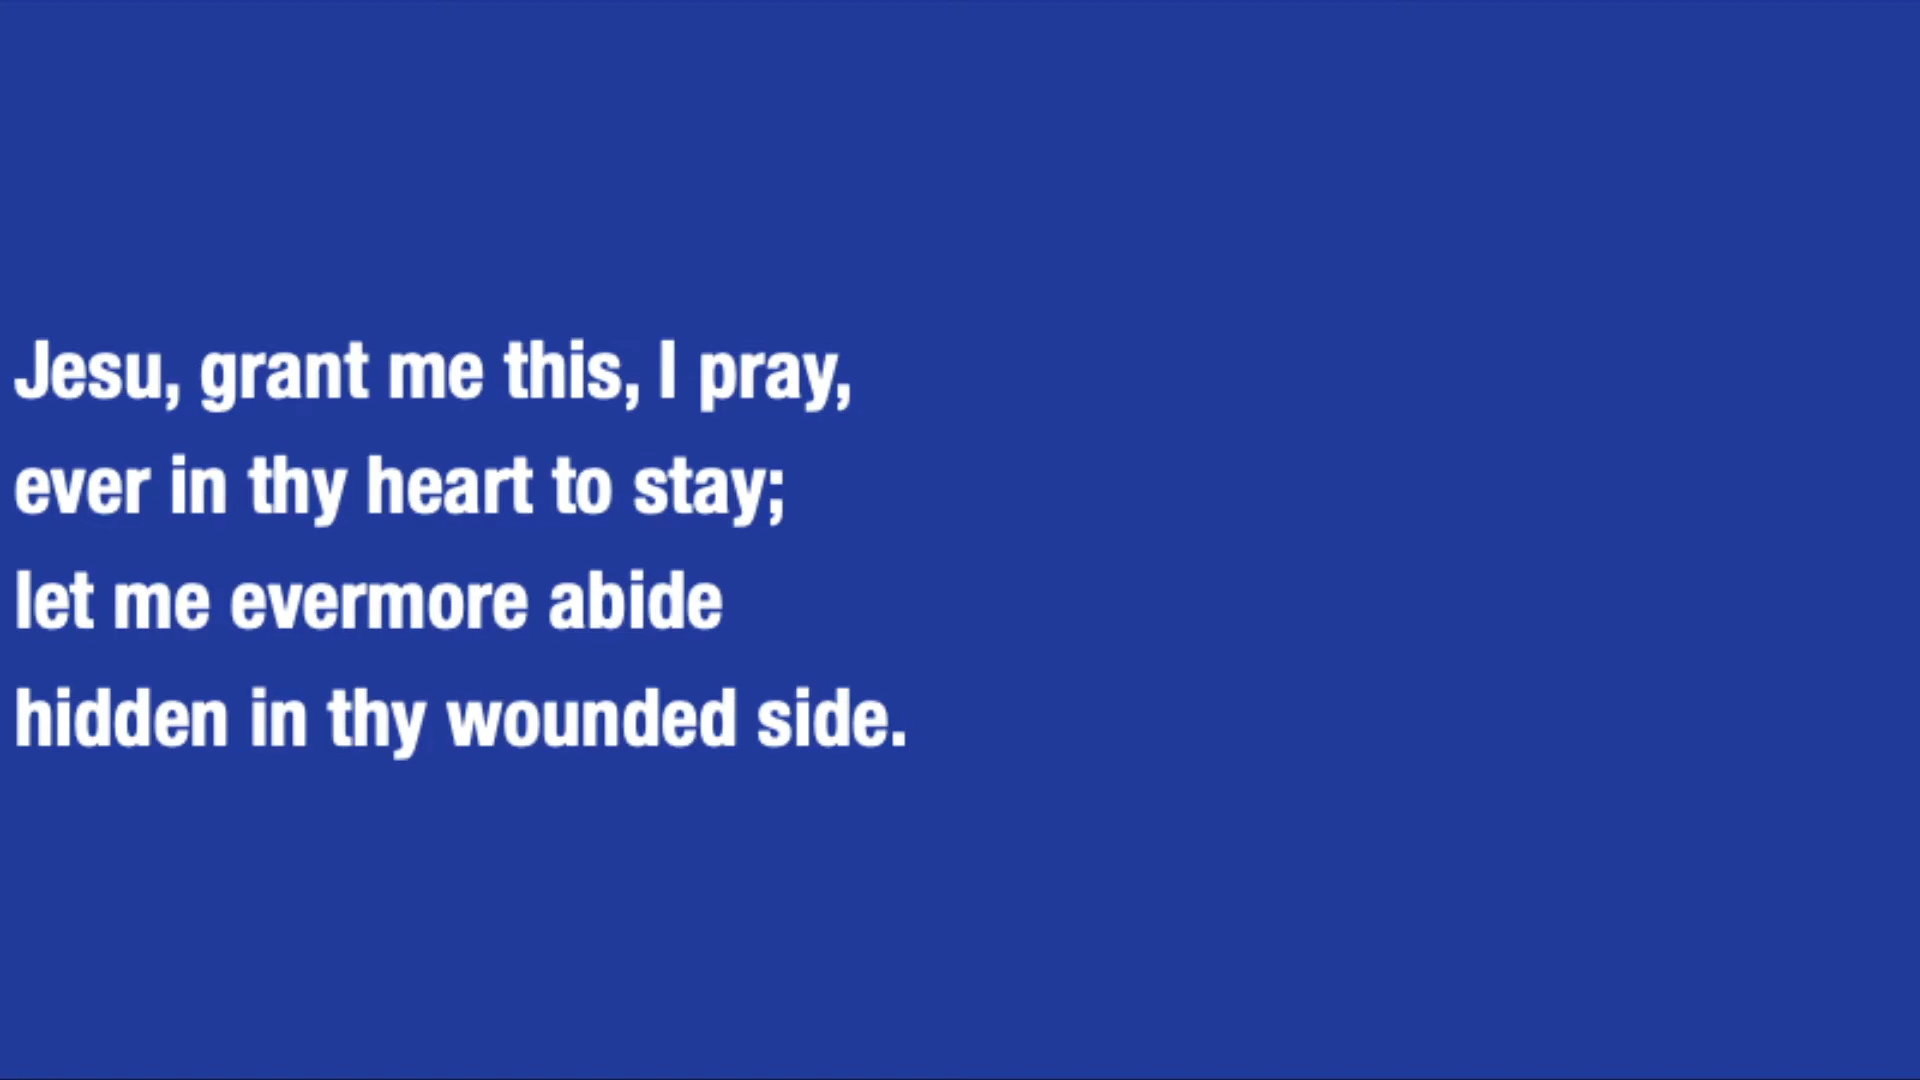 Jesu, grant me this, I pray,
ever in thy heart to stay;
let me evermore abide
hidden in thy wounded side.